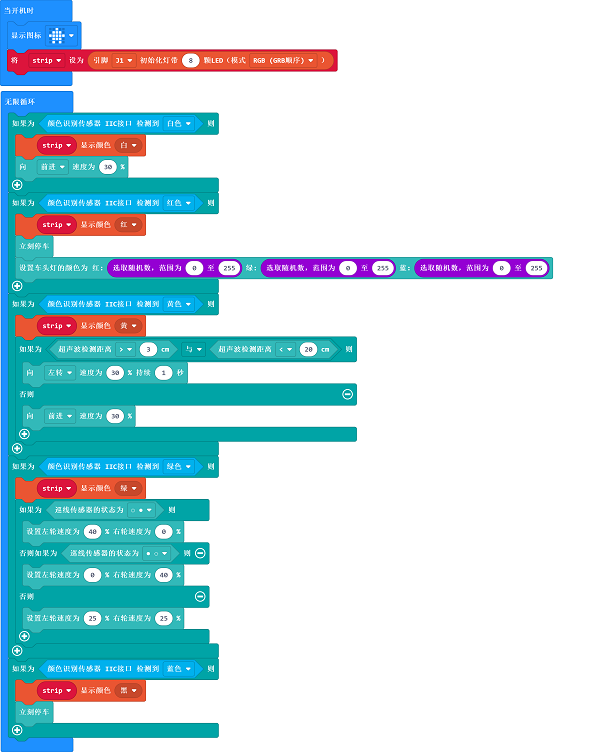 当开机时
显示图标
将 strip 设为 引脚 J1 初始化灯带 8 颗LED（模式 RGB (GRB顺序) ）
无限循环
如果为 颜色识别传感器 IIC接口 检测到 白色 则
strip 显示颜色 白
向 前进 速度为 30 %
如果为 颜色识别传感器 IIC接口 检测到 红色 则
strip 显示颜色 红
立刻停车
设置车头灯的颜色为 红: 选取随机数，范围为 0 至 255 绿: 选取随机数，范围为 0 至 255 蓝: 选取随机数，范围为 0 至 255
如果为 颜色识别传感器 IIC接口 检测到 黄色 则
strip 显示颜色 黄
如果为 超声波检测距离 > 3 cm 与 超声波检测距离 < 20 cm 则
向 左转 速度为 30 % 持续 1 秒
否则
向 前进 速度为 30 %
如果为 颜色识别传感器 IIC接口 检测到 绿色 则
strip 显示颜色 绿
如果为 巡线传感器的状态为 ○ ● 则
设置左轮速度为 40 % 右轮速度为 0 %
否则如果为 巡线传感器的状态为 ● ○ 则
设置左轮速度为 0 % 右轮速度为 40 %
否则
设置左轮速度为 25 % 右轮速度为 25 %
如果为 颜色识别传感器 IIC接口 检测到 蓝色 则
strip 显示颜色 黑
立刻停车